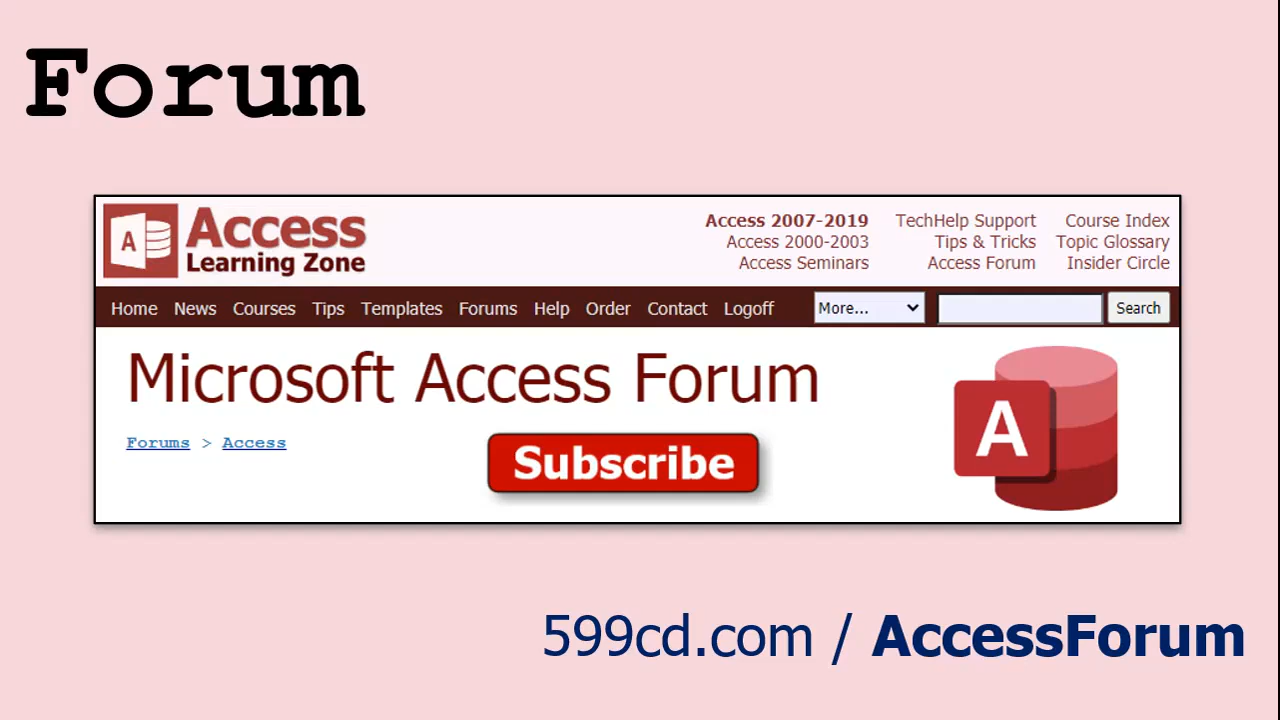 Forum
A
Access
Learning Zone
Access 2007-2019 TechHelp Support Course Index
Access 2000-2003 Tips & Tricks Topic Glossary
Access Seminars Access Forum Insider Circle
Home News Courses Tips Templates Forums Help Order Contact Logoff More... Search
Microsoft Access Forum
A
Forums > Access
Subscribe
599cd.com / AccessForum